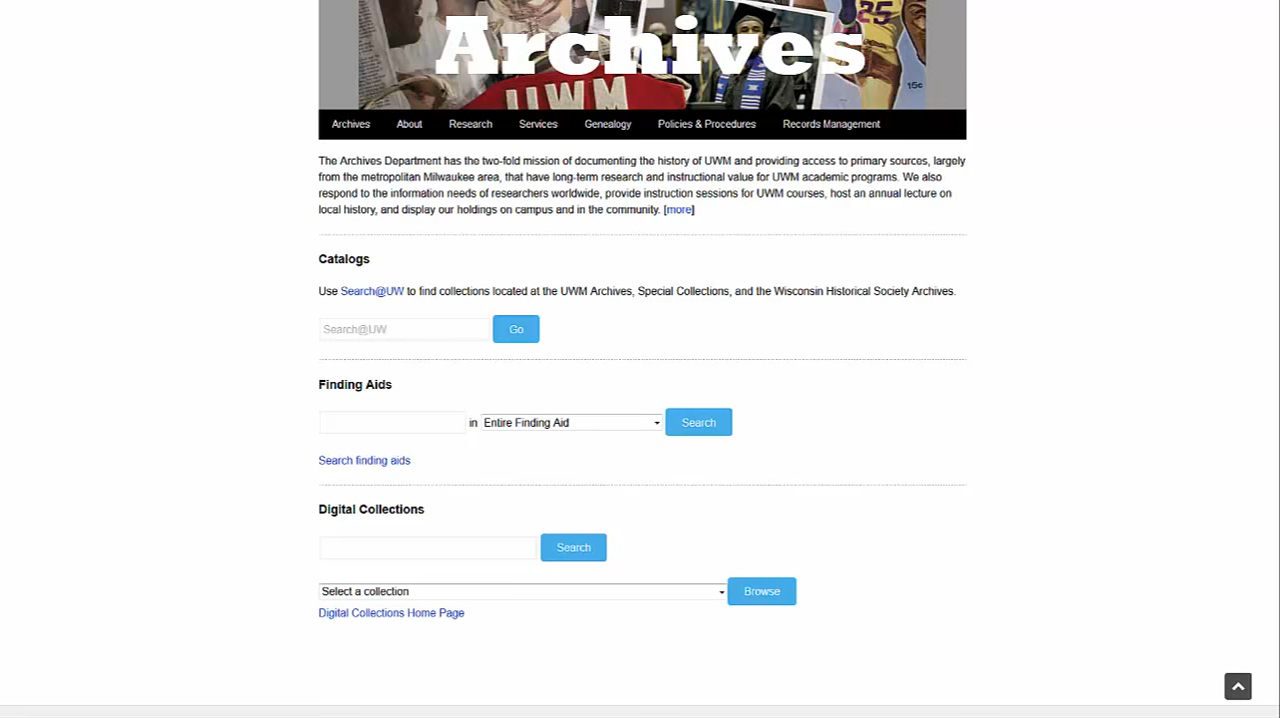 Archives
UWM
25
15¢
Archives About Research Services Genealogy Policies & Procedures Records Management
The Archives Department has the two-fold mission of documenting the history of UWM and providing access to primary sources, largely
from the metropolitan Milwaukee area, that have long-term research and instructional value for UWM academic programs. We also
respond to the information needs of researchers worldwide, provide instruction sessions for UWM courses, host an annual lecture on
local history, and display our holdings on campus and in the community. [more]
Catalogs
Use Search@UW to find collections located at the UWM Archives, Special Collections, and the Wisconsin Historical Society Archives.
Search@UW Go
Finding Aids
in Entire Finding Aid Search
Search finding aids
Digital Collections
Search
Select a collection Browse
Digital Collections Home Page